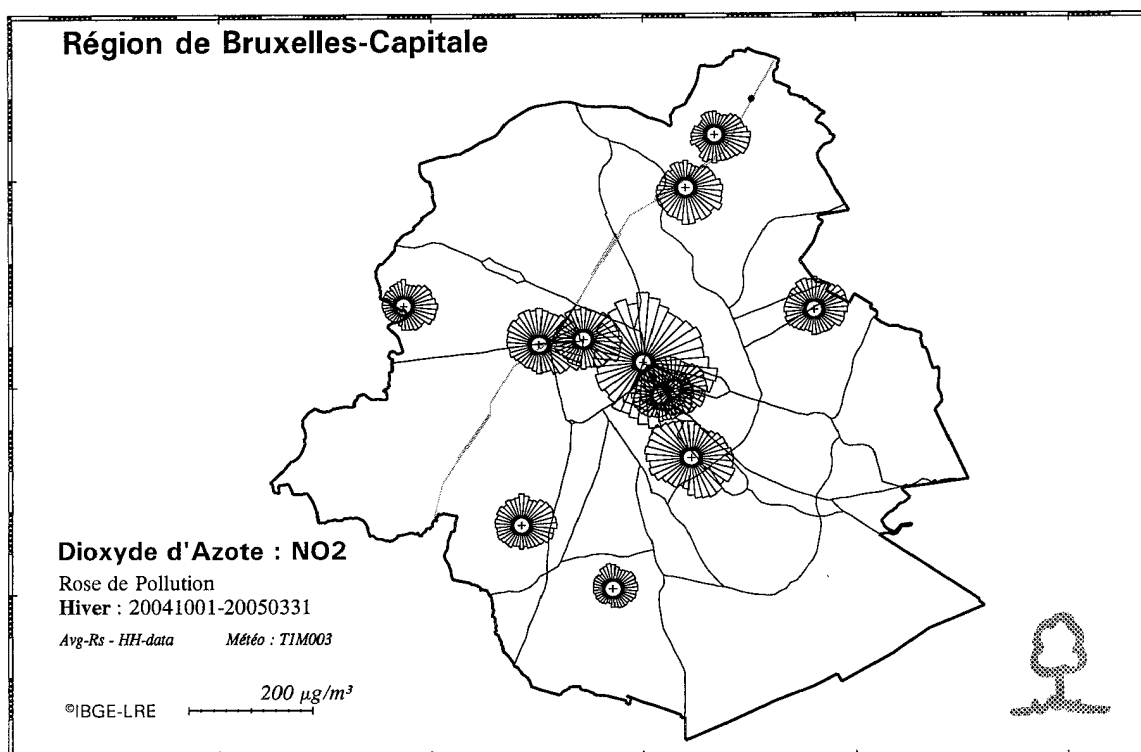 Région de Bruxelles-Capitale
Dioxyde d'Azote : NO2
Rose de Pollution
Hiver : 20041001-20050331
Avg-Rs - HH-data Météo : T1M003
200 µg/m³
©IBGE-LRE